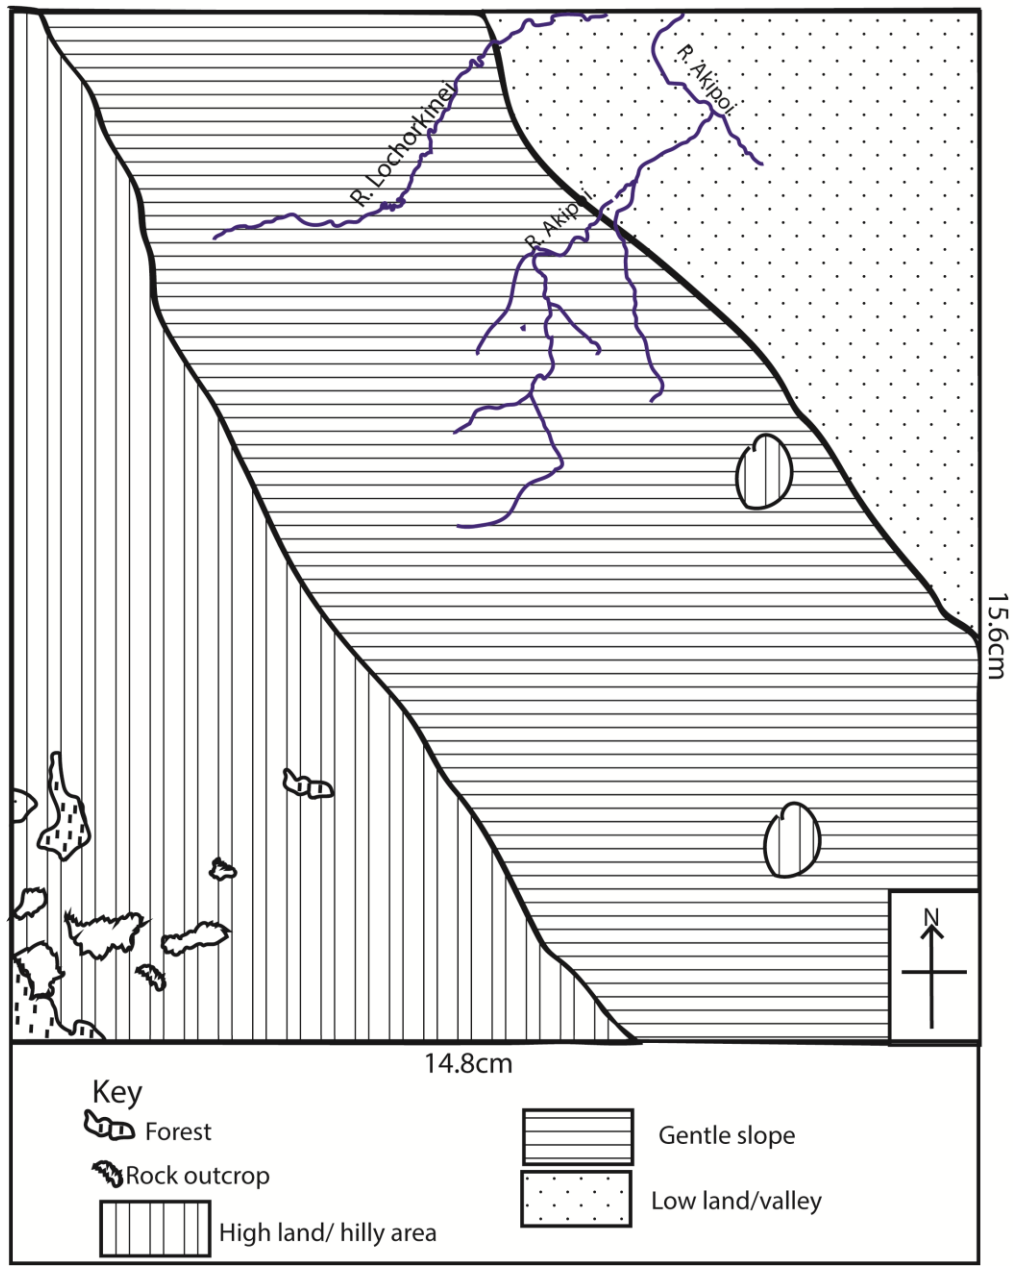 R. Akipoi
R. Lochorkinei
R. Akipoi
15.6cm
N
14.8cm
Key
Forest
Gentle slope
Rock outcrop
Low land/valley
High land/ hilly area